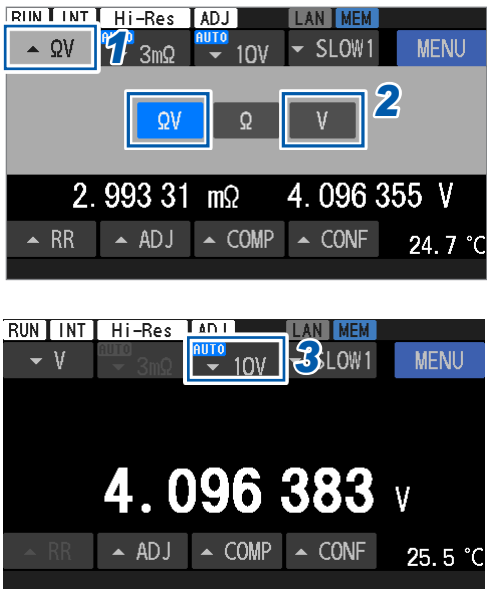 RUN INT Hi-Res ADJ LAN MEM
ΩV 1 AUTO 3mΩ AUTO 10V SLOW1 MENU
ΩV Ω V 2
2.993 31 mΩ 4.096 355 V
RR ADJ COMP CONF 24.7 °C
RUN INT Hi-Res ADJ LAN MEM
V AUTO 3mΩ AUTO 10V 3 SLOW1 MENU
4.096 383 V
RR ADJ COMP CONF 25.5 °C